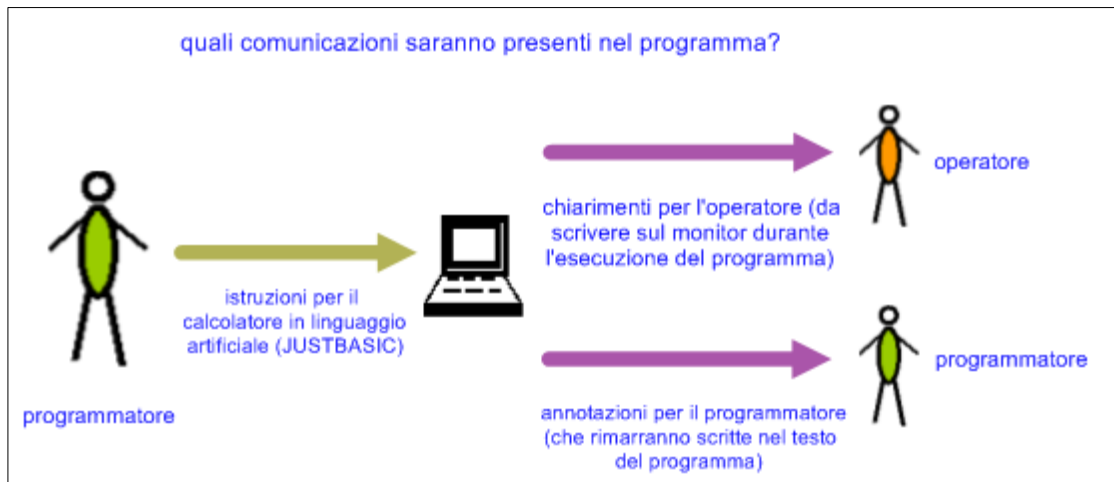 quali comunicazioni saranno presenti nel programma?
operatore
chiarimenti per l'operatore (da
scrivere sul monitor durante
l'esecuzione del programma)
istruzioni per il
calcolatore in linguaggio
artificiale (JUSTBASIC)
programmatore
programmatore
annotazioni per il programmatore
(che rimarranno scritte nel testo
del programma)